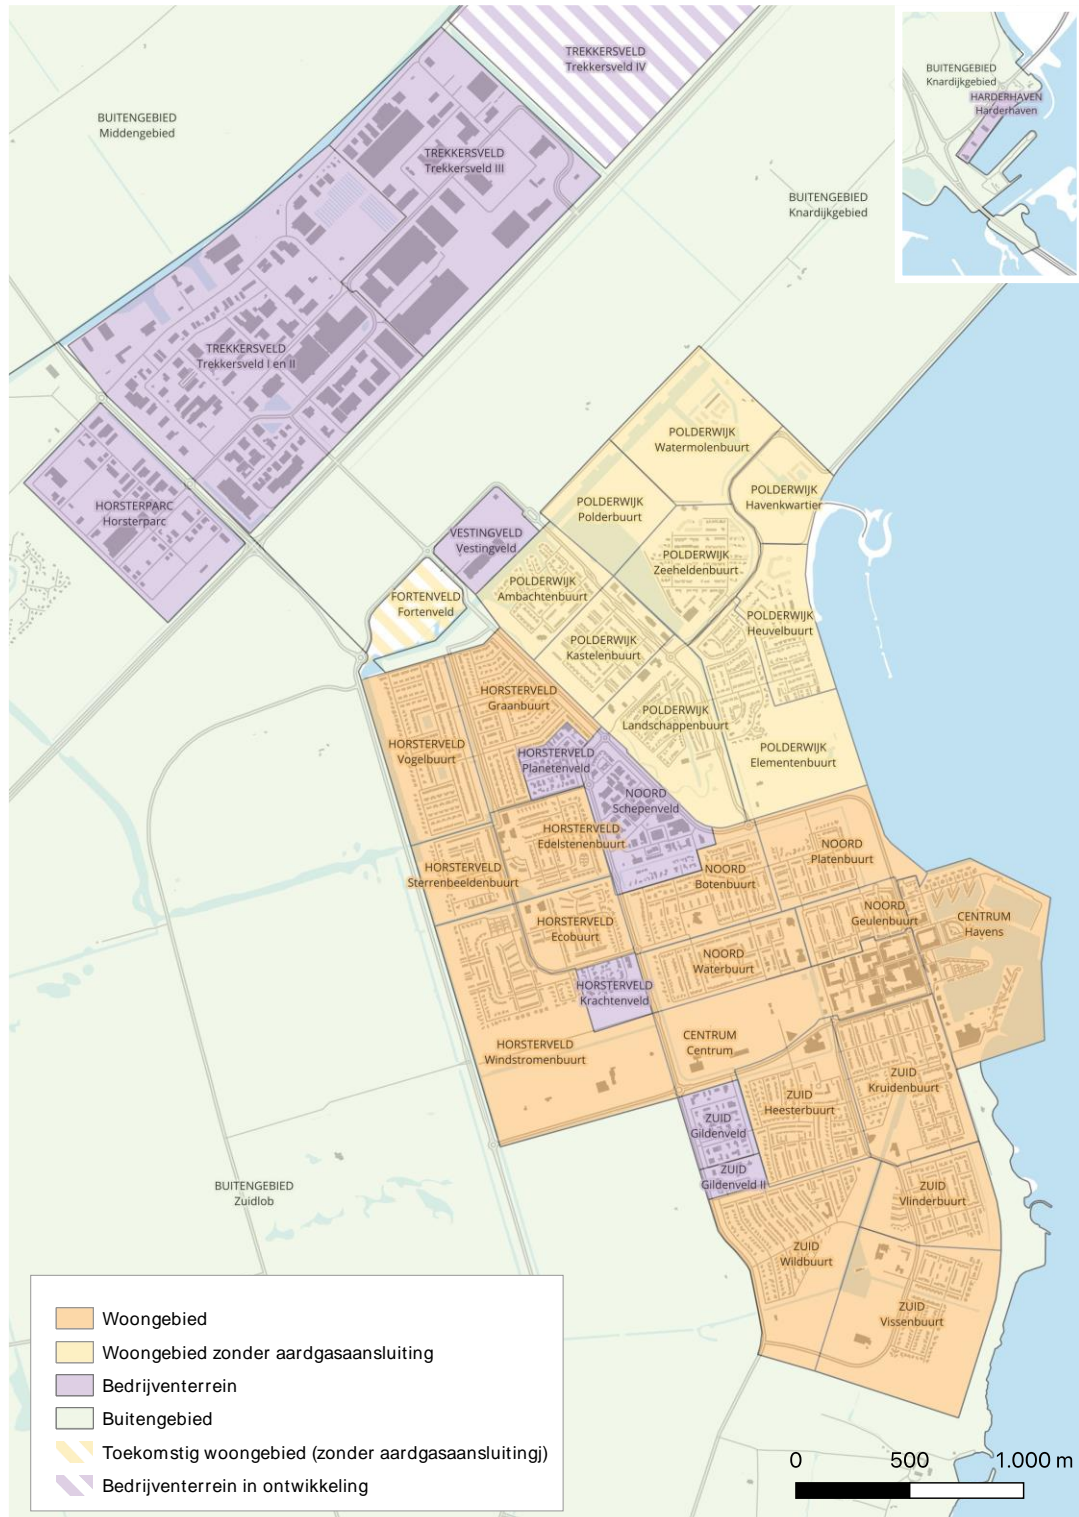 TREKKERSVELD
Trekkersveld IV
BUITENGEBIED
Knardijkgebied
HARDERHAVEN
Harderhaven
BUITENGEBIED
Middengebied
TREKKERSVELD
Trekkersveld III
BUITENGEBIED
Knardijkgebied
TREKKERSVELD
Trekkersveld I en II
POLDERWIJK
Watermolenbuurt
POLDERWIJK
Havenkwartier
POLDERWIJK
Polderbuurt
HORSTERPARC
Horsterparc
VESTINGVELD
Vestingveld
POLDERWIJK
Zeeheldenbuurt
POLDERWIJK
Ambachtenbuurt
FORTENVELD
Fortenveld
POLDERWIJK
Heuvelbuurt
POLDERWIJK
Kastelenbuurt
HORSTERVELD
Graanbuurt
POLDERWIJK
Landschappenbuurt
HORSTERVELD
Vogelbuurt
HORSTERVELD
Planetenveld
POLDERWIJK
Elementenbuurt
NOORD
Schepenveld
HORSTERVELD
Edelstenenbuurt
NOORD
Platenbuurt
HORSTERVELD
Sterrenbeeldenbuurt
NOORD
Botenbuurt
NOORD
Geulenbuurt
CENTRUM
Havens
HORSTERVELD
Ecobuurt
NOORD
Waterbuurt
HORSTERVELD
Krachtenveld
CENTRUM
Centrum
HORSTERVELD
Windstromenbuurt
ZUID
Kruidenbuurt
ZUID
Heesterbuurt
ZUID
Gildenveld
ZUID
Gildenveld II
BUITENGEBIED
Zuidlob
ZUID
Vlinderbuurt
ZUID
Wildbuurt
ZUID
Vissenbuurt
Woongebied
Woongebied zonder aardgasaansluiting
Bedrijventerrein
Buitengebied
Toekomstig woongebied (zonder aardgasaansluitingj)
Bedrijventerrein in ontwikkeling
0 500 1.000 m